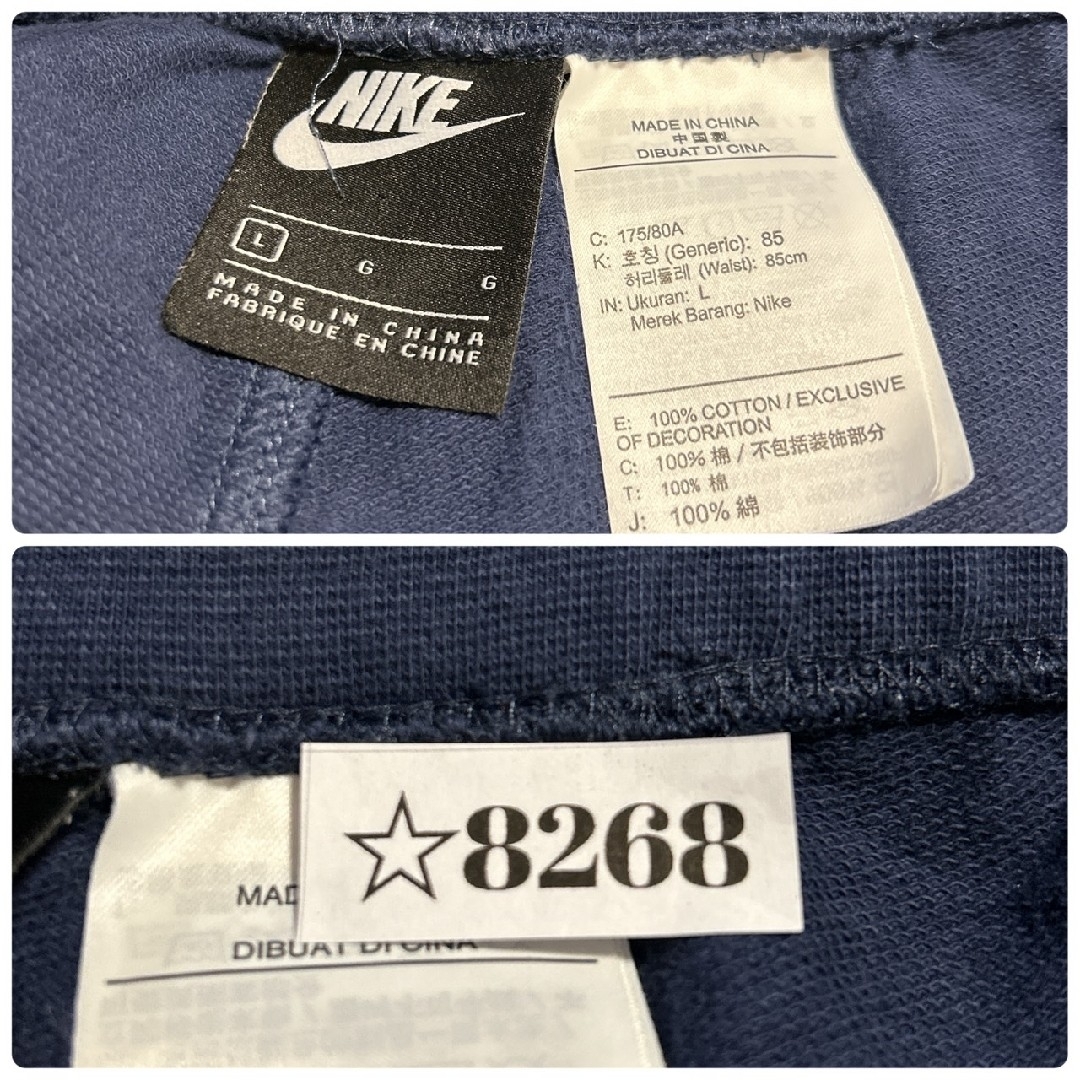 NIKE
L G G
MADE IN CHINA
FABRIQUE EN CHINE
MADE IN CHINA
中国製
DIBUAT DI CINA
C: 175/80A
K: 호칭 (Generic): 85
허리둘레 (Waist): 85cm
IN: Ukuran: L
Merek Barang: Nike
E: 100% COTTON / EXCLUSIVE
OF DECORATION
C: 100% 棉 / 不包括装饰部分
T: 100% 棉
J: 100% 綿
☆8268
MAD
DIBUAT DI CINA